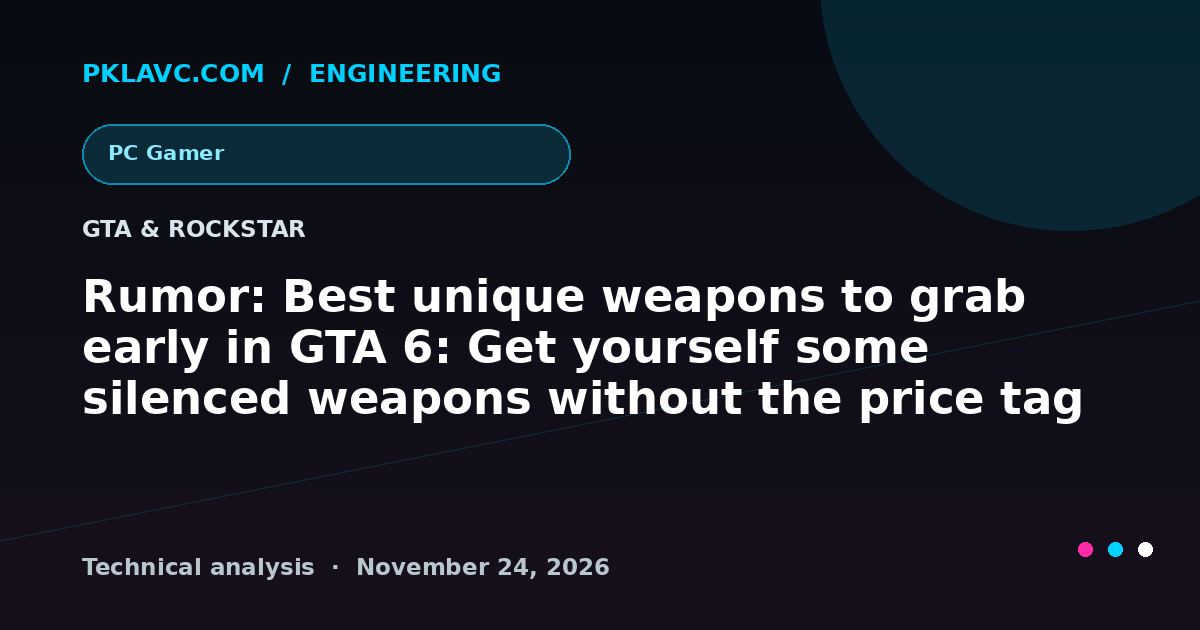 PKLAVC.COM / ENGINEERING
PC Gamer
GTA & ROCKSTAR
Rumor: Best unique weapons to grab
early in GTA 6: Get yourself some
silenced weapons without the price tag
Technical analysis · November 24, 2026